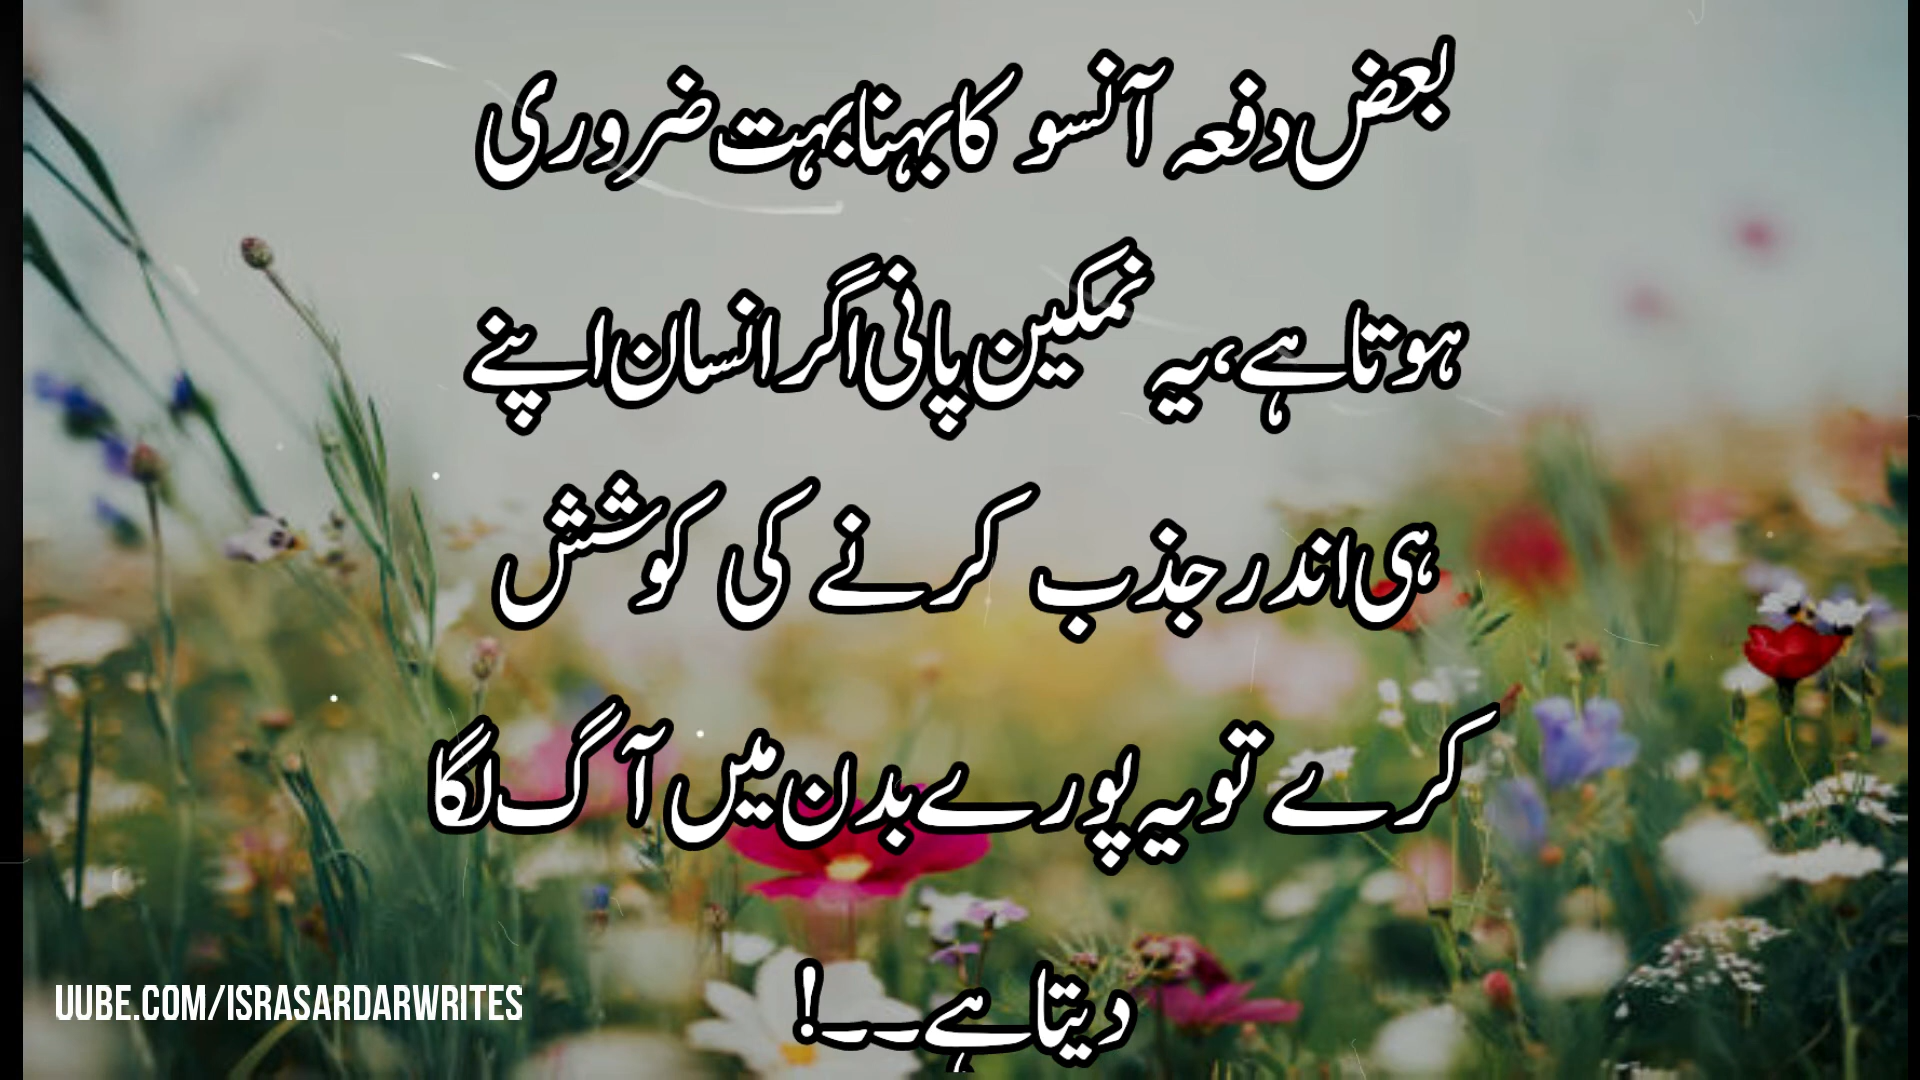 بعض دفعہ آنسو کا بہنا بہت ضروری
ہوتا ہے، یہ نمکین پانی اگر انسان اپنے
ہی اندر جذب کرنے کی کوشش
کرے تو یہ پورے بدن میں آگ لگا
دیتا ہے۔۔!
UUBE.COM/ISRASARDARWRITES